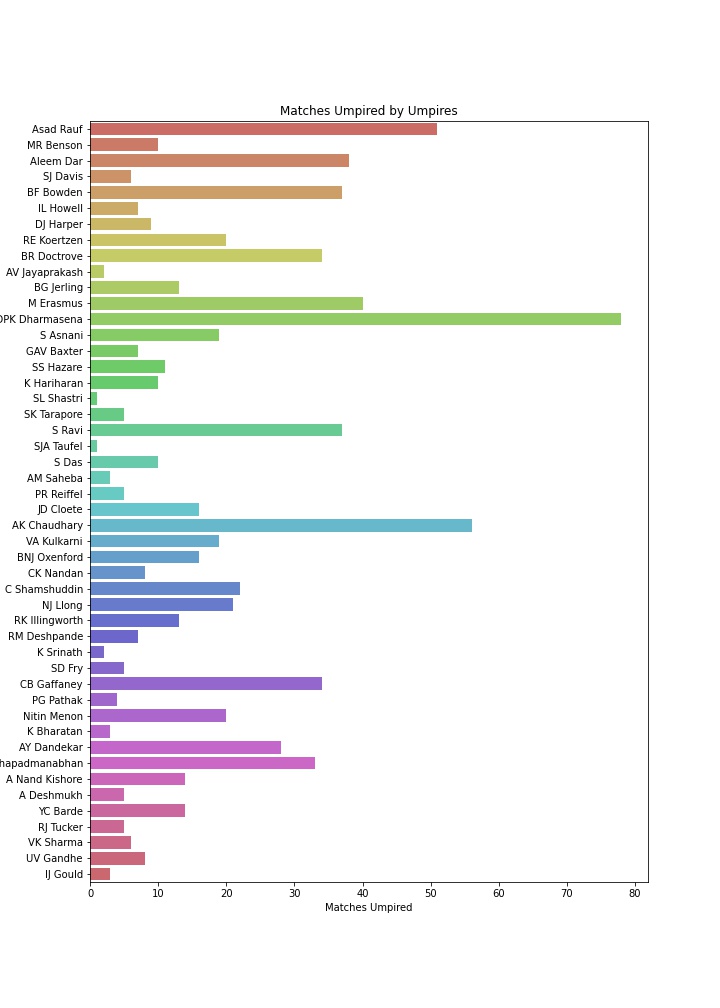 Matches Umpired by Umpires
Asad Rauf
MR Benson
Aleem Dar
SJ Davis
BF Bowden
IL Howell
DJ Harper
RE Koertzen
BR Doctrove
AV Jayaprakash
BG Jerling
M Erasmus
DPK Dharmasena
S Asnani
GAV Baxter
SS Hazare
K Hariharan
SL Shastri
SK Tarapore
S Ravi
SJA Taufel
S Das
AM Saheba
PR Reiffel
JD Cloete
AK Chaudhary
VA Kulkarni
BNJ Oxenford
CK Nandan
C Shamshuddin
NJ Llong
RK Illingworth
RM Deshpande
K Srinath
SD Fry
CB Gaffaney
PG Pathak
Nitin Menon
K Bharatan
AY Dandekar
hapadmanabhan
A Nand Kishore
A Deshmukh
YC Barde
RJ Tucker
VK Sharma
UV Gandhe
IJ Gould
0 10 20 30 40 50 60 70 80
Matches Umpired